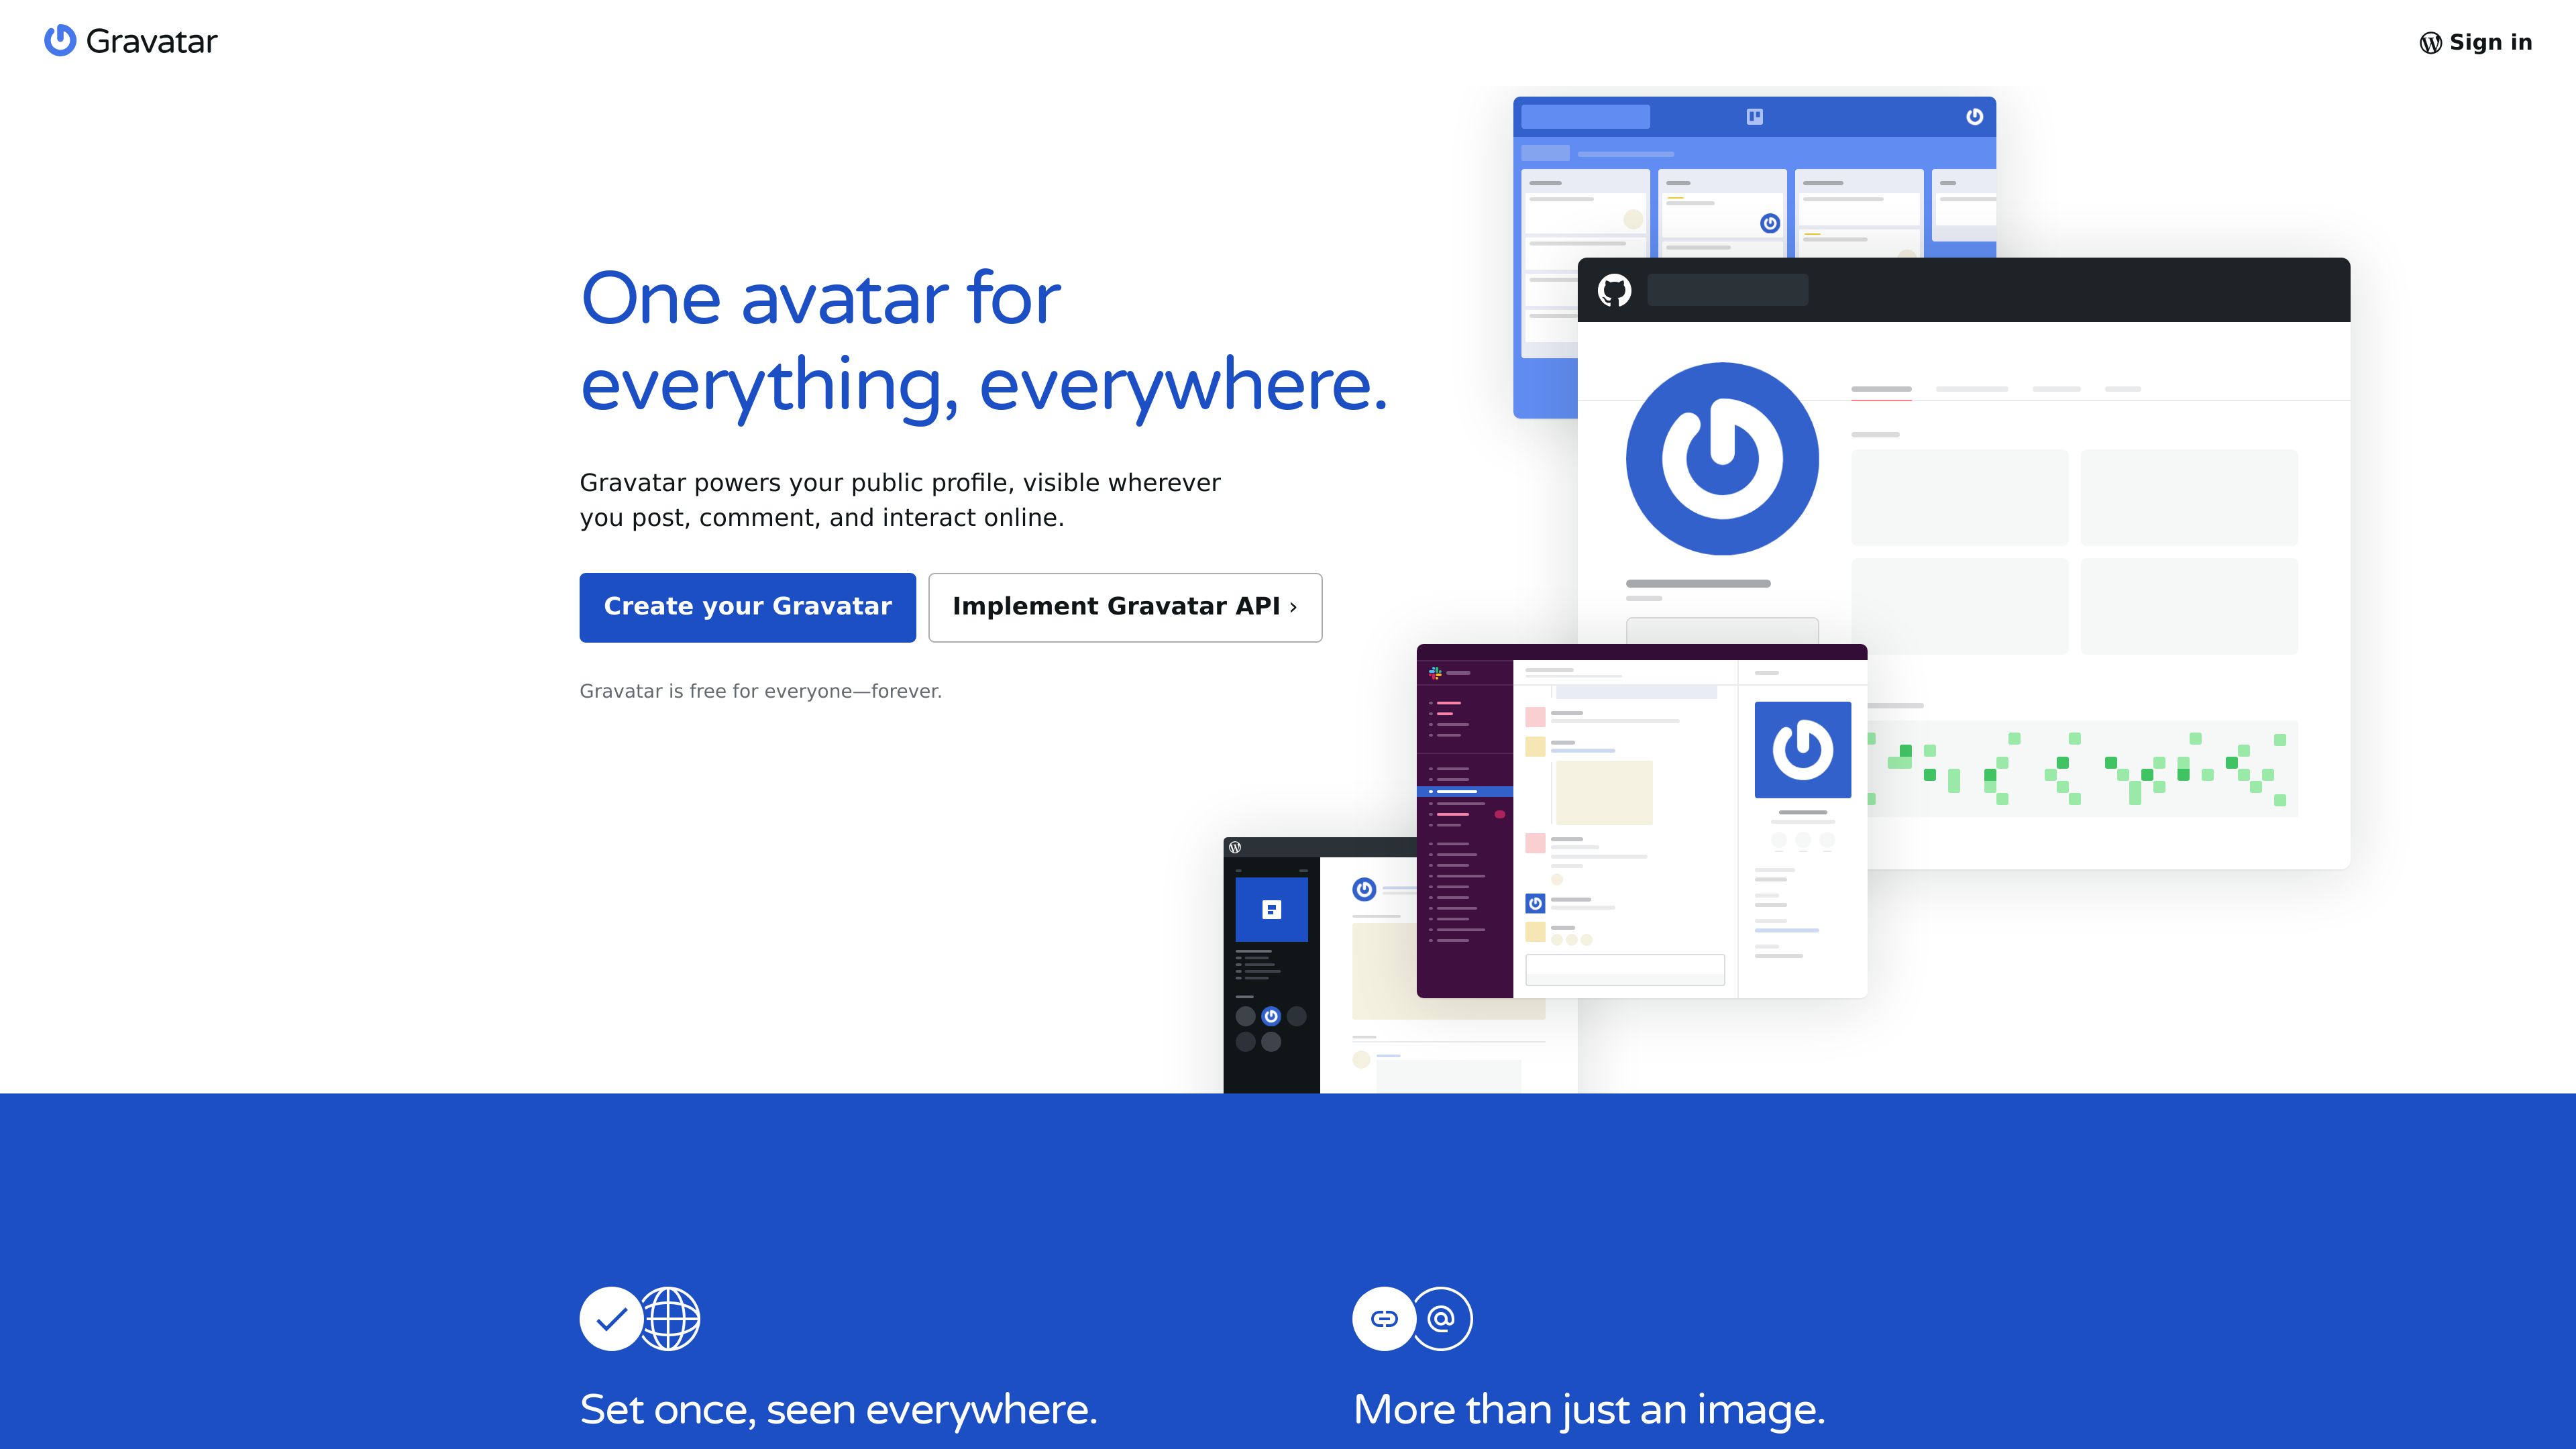 Gravatar
Sign in
One avatar for
everything, everywhere.
Gravatar powers your public profile, visible wherever
you post, comment, and interact online.
Create your Gravatar
Implement Gravatar API ›
Gravatar is free for everyone—forever.
Set once, seen everywhere.
More than just an image.